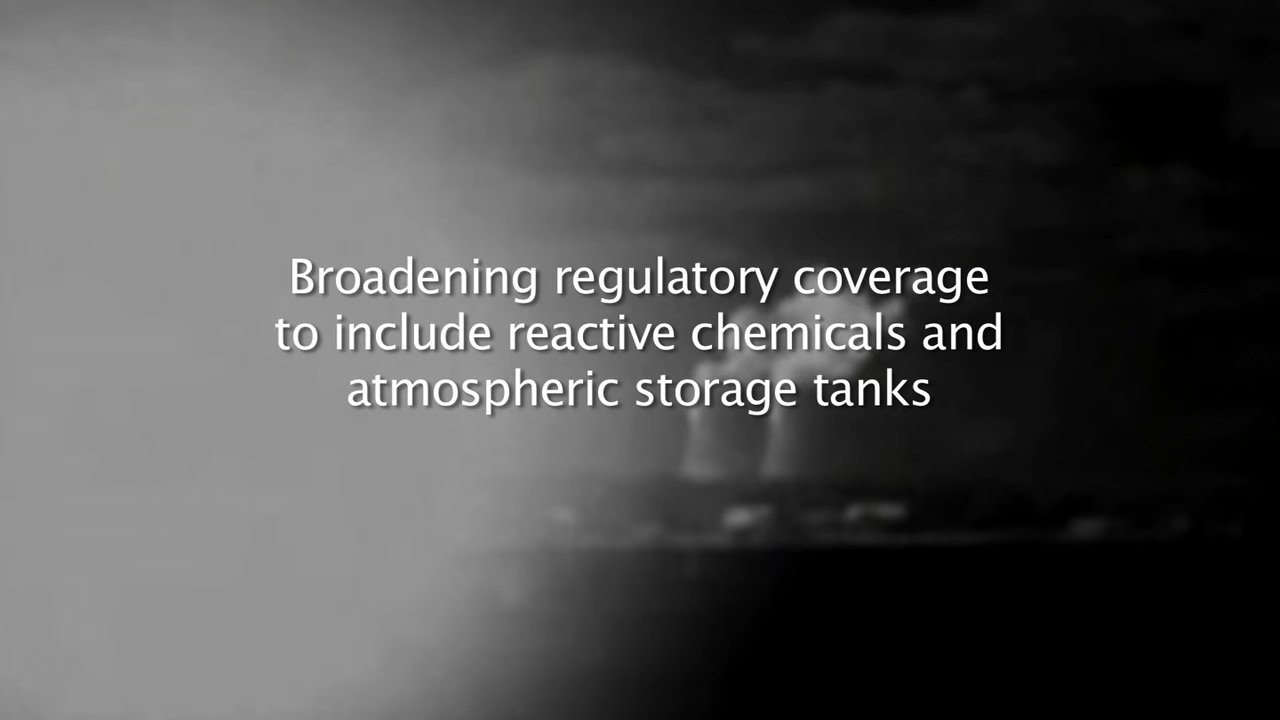 Broadening regulatory coverage
to include reactive chemicals and
atmospheric storage tanks